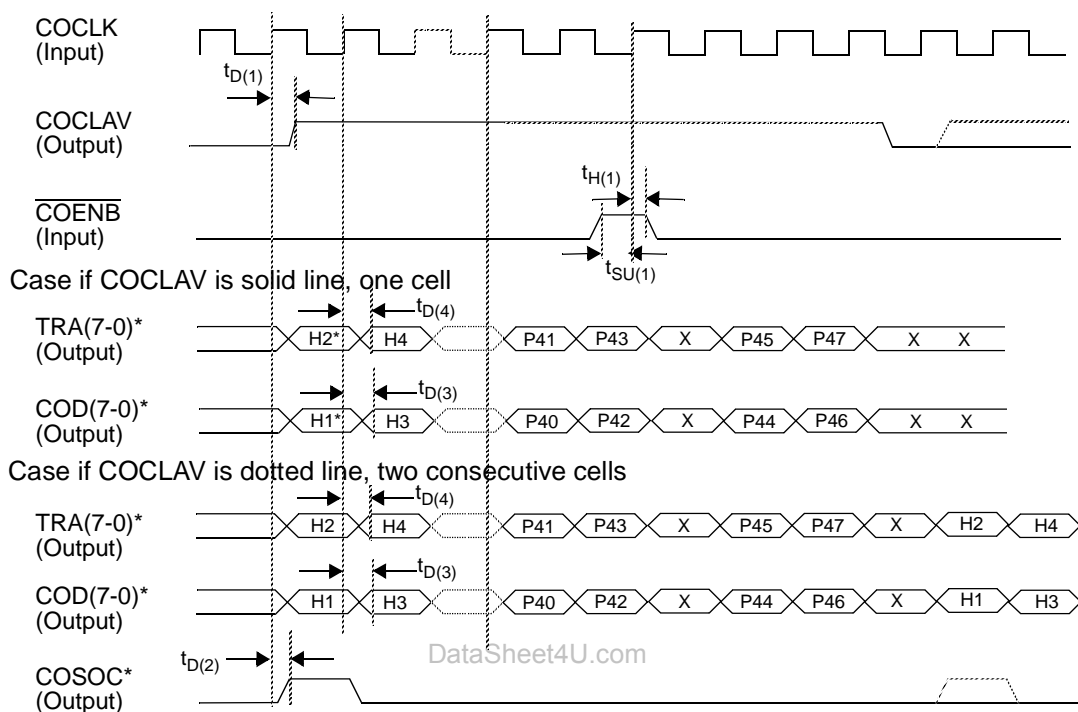 COCLK
(Input)
tD(1)
COCLAV
(Output)
tH(1)
COENB
(Input)
tSU(1)
Case if COCLAV is solid line, one cell
tD(4)
TRA(7-0)*
(Output)
H2* H4 P41 P43 X P45 P47 X X
tD(3)
COD(7-0)*
(Output)
H1* H3 P40 P42 X P44 P46 X X
Case if COCLAV is dotted line, two consecutive cells
tD(4)
TRA(7-0)*
(Output)
H2 H4 P41 P43 X P45 P47 X H2 H4
tD(3)
COD(7-0)*
(Output)
H1 H3 P40 P42 X P44 P46 X H1 H3
DataSheet4U.com
tD(2)
COSOC*
(Output)